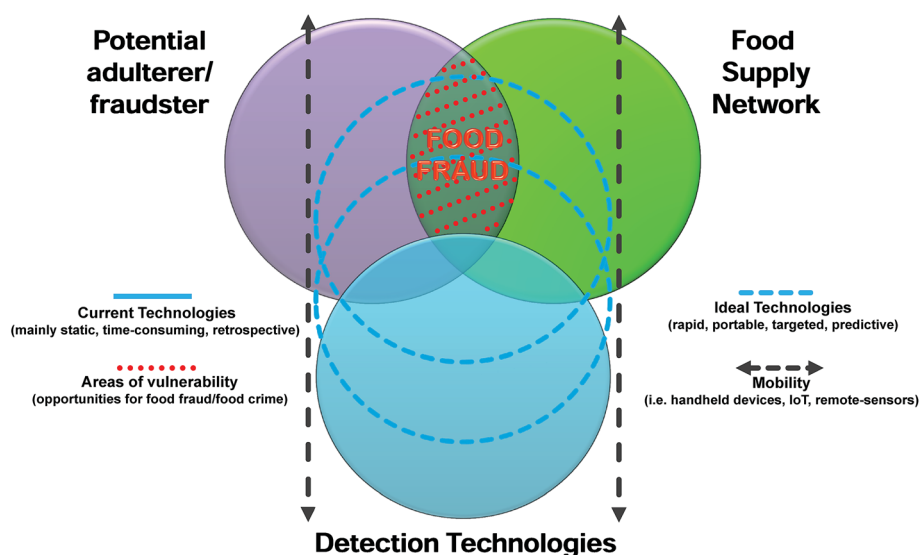 Potential
adulterer/
fraudster
Food
Supply
Network
FOOD
FRAUD
Current Technologies
(mainly static, time-consuming, retrospective)
Areas of vulnerability
(opportunities for food fraud/food crime)
Ideal Technologies
(rapid, portable, targeted, predictive)
Mobility
(i.e. handheld devices, IoT, remote-sensors)
Detection Technologies